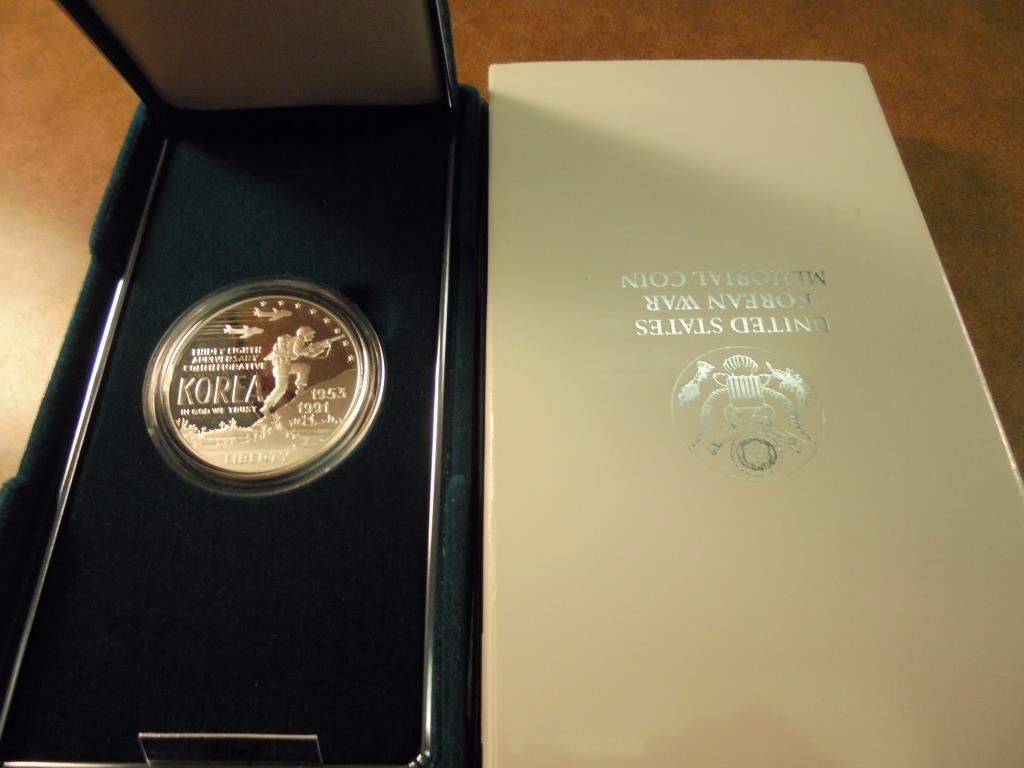 THIRTY EIGHTH
ANNIVERSARY
COMMEMORATIVE
KOREA
IN GOD WE TRUST
1953
1991
LIBERTY
UNITED STATES
KOREAN WAR
MEMORIAL COIN